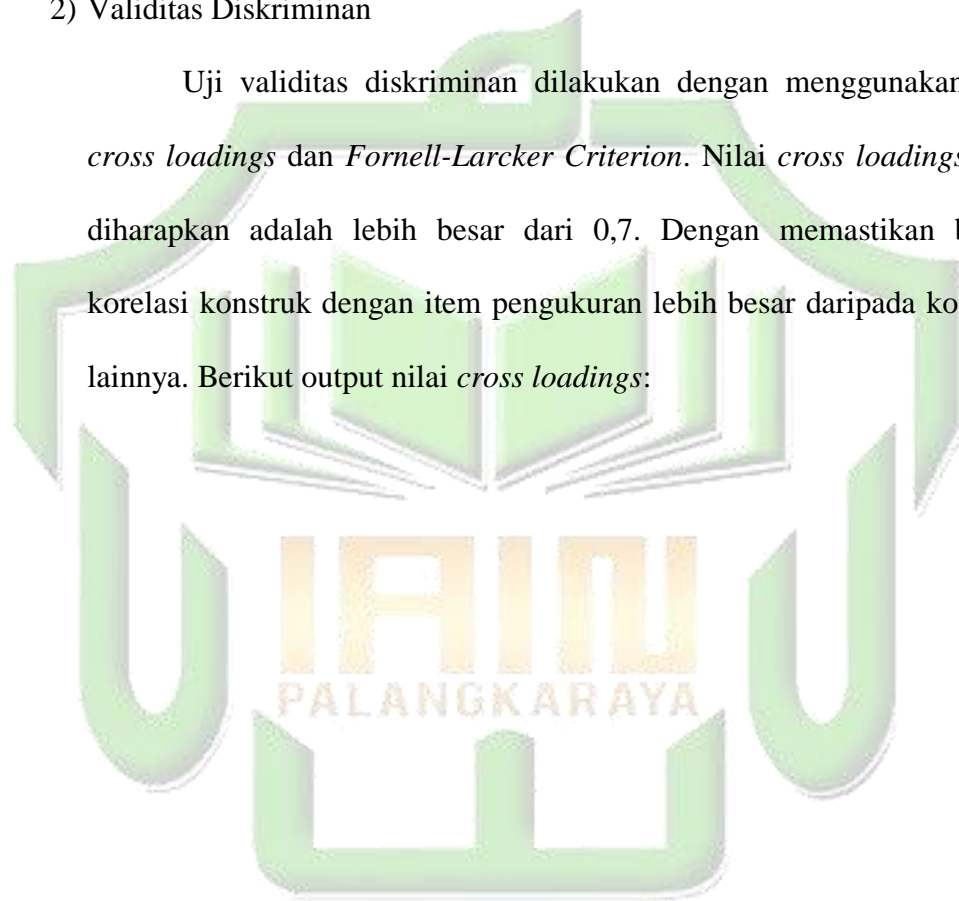 2) Validitas Diskriminan
Uji validitas diskriminan dilakukan dengan menggunakan
cross loadings dan Fornell-Larcker Criterion. Nilai cross loadings
diharapkan adalah lebih besar dari 0,7. Dengan memastikan
korelasi konstruk dengan item pengukuran lebih besar daripada
lainnya. Berikut output nilai cross loadings:
IAIN
PALANGKARAYA